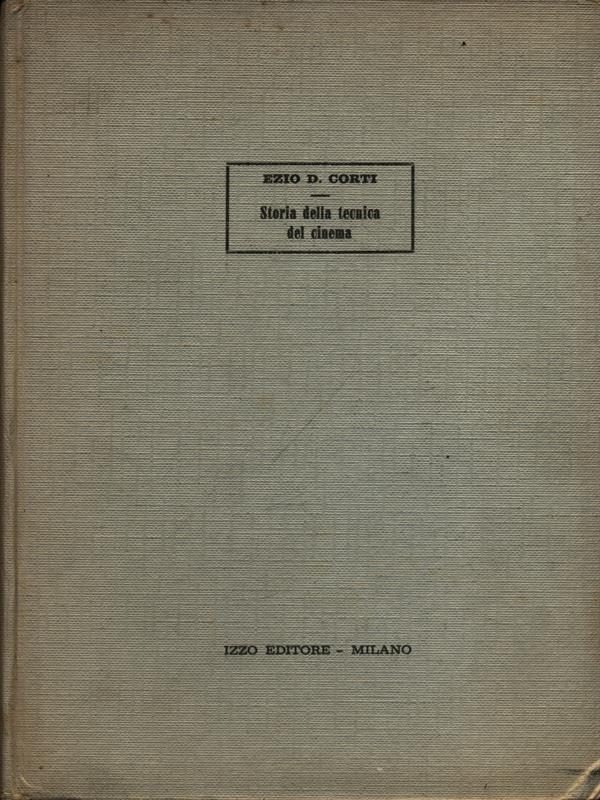 EZIO D. CORTI
Storia della tecnica
del cinema
IZZO EDITORE - MILANO